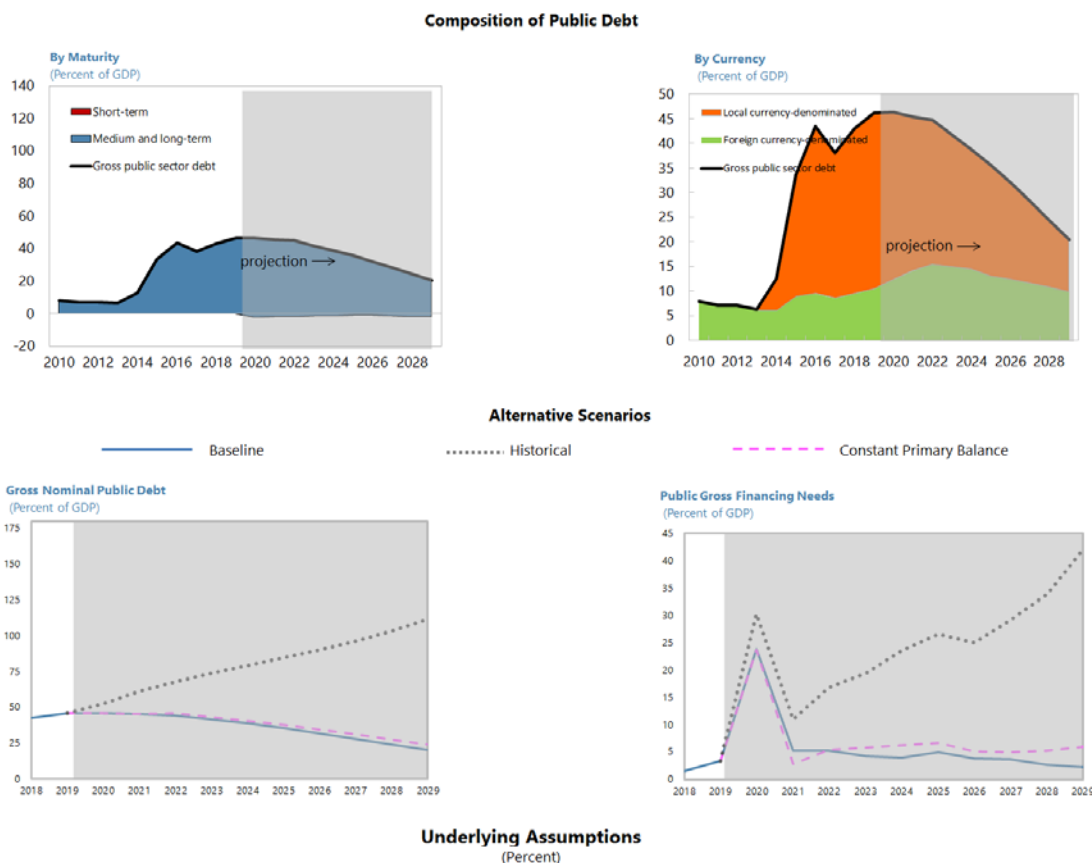 Composition of Public Debt
By Maturity
(Percent of GDP)
140
120
100
80
60
40
20
0
-20
Short-term
Medium and long-term
Gross public sector debt
projection
2010 2012 2014 2016 2018 2020 2022 2024 2026 2028
By Currency
(Percent of GDP)
50
45
40
35
30
25
20
15
10
5
0
Local currency-denominated
Foreign currency-denominated
Gross public sector debt
projection
2010 2012 2014 2016 2018 2020 2022 2024 2026 2028
Alternative Scenarios
Baseline
Historical
Constant Primary Balance
Gross Nominal Public Debt
(Percent of GDP)
175
150
125
100
75
50
25
0
2018 2019 2020 2021 2022 2023 2024 2025 2026 2027 2028 2029
Public Gross Financing Needs
(Percent of GDP)
45
40
35
30
25
20
15
10
5
0
2018 2019 2020 2021 2022 2023 2024 2025 2026 2027 2028 2029
Underlying Assumptions
(Percent)